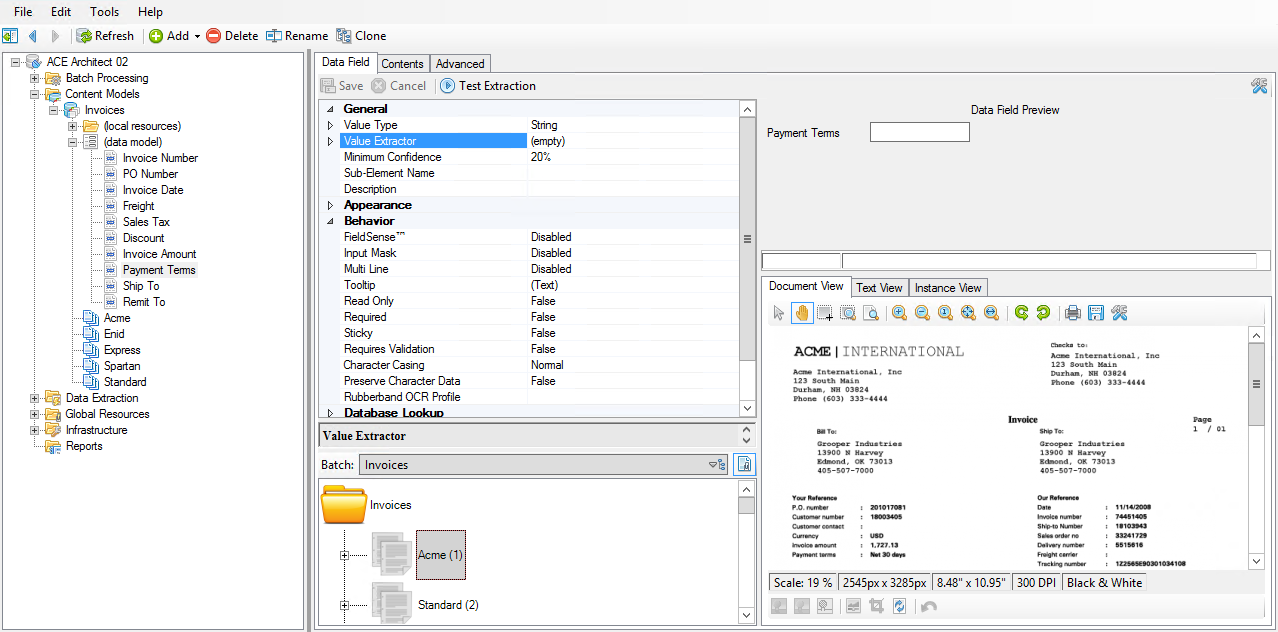 File Edit Tools Help
Refresh Add Delete Rename Clone
ACE Architect 02
Batch Processing
Content Models
Invoices
(local resources)
(data model)
Invoice Number
PO Number
Invoice Date
Freight
Sales Tax
Discount
Invoice Amount
Payment Terms
Ship To
Remit To
Acme
Enid
Express
Spartan
Standard
Data Extraction
Global Resources
Infrastructure
Reports
Data Field Contents Advanced
Save Cancel Test Extraction
General
Value Type String
Value Extractor (empty)
Minimum Confidence 20%
Sub-Element Name
Description
Appearance
Behavior
FieldSense™ Disabled
Input Mask Disabled
Multi Line Disabled
Tooltip (Text)
Read Only False
Required False
Sticky False
Requires Validation False
Character Casing Normal
Preserve Character Data False
Rubberband OCR Profile
Database Lookup
Value Extractor
Batch: Invoices
Invoices
Acme (1)
Standard (2)
Data Field Preview
Payment Terms
Document View Text View Instance View
ACME | INTERNATIONAL
Acme International, Inc
123 South Main
Durham, NH 03824
Phone (603) 333-4444
Checks to:
Acme International, Inc
123 South Main
Durham, NH 03824
Phone (603) 333-4444
Invoice
Page
1 / 01
Bill To:
Grooper Industries
13900 N Harvey
Edmond, OK 73013
405-507-7000
Ship To:
Grooper Industries
13900 N Harvey
Edmond, OK 73013
405-507-7000
Your Reference
P.O. number : 201017081
Customer number : 18003405
Customer contact :
Currency : USD
Invoice amount : 1,727.13
Payment terms : Net 30 days
Our Reference
Date : 11/14/2008
Invoice number : 74451405
Ship-to Number : 18103943
Sales order no : 33241729
Delivery number : 5515616
Freight carrier :
Tracking number : 1Z2565E90301034108
Scale: 19 % 2545px x 3285px 8.48" x 10.95" 300 DPI Black & White